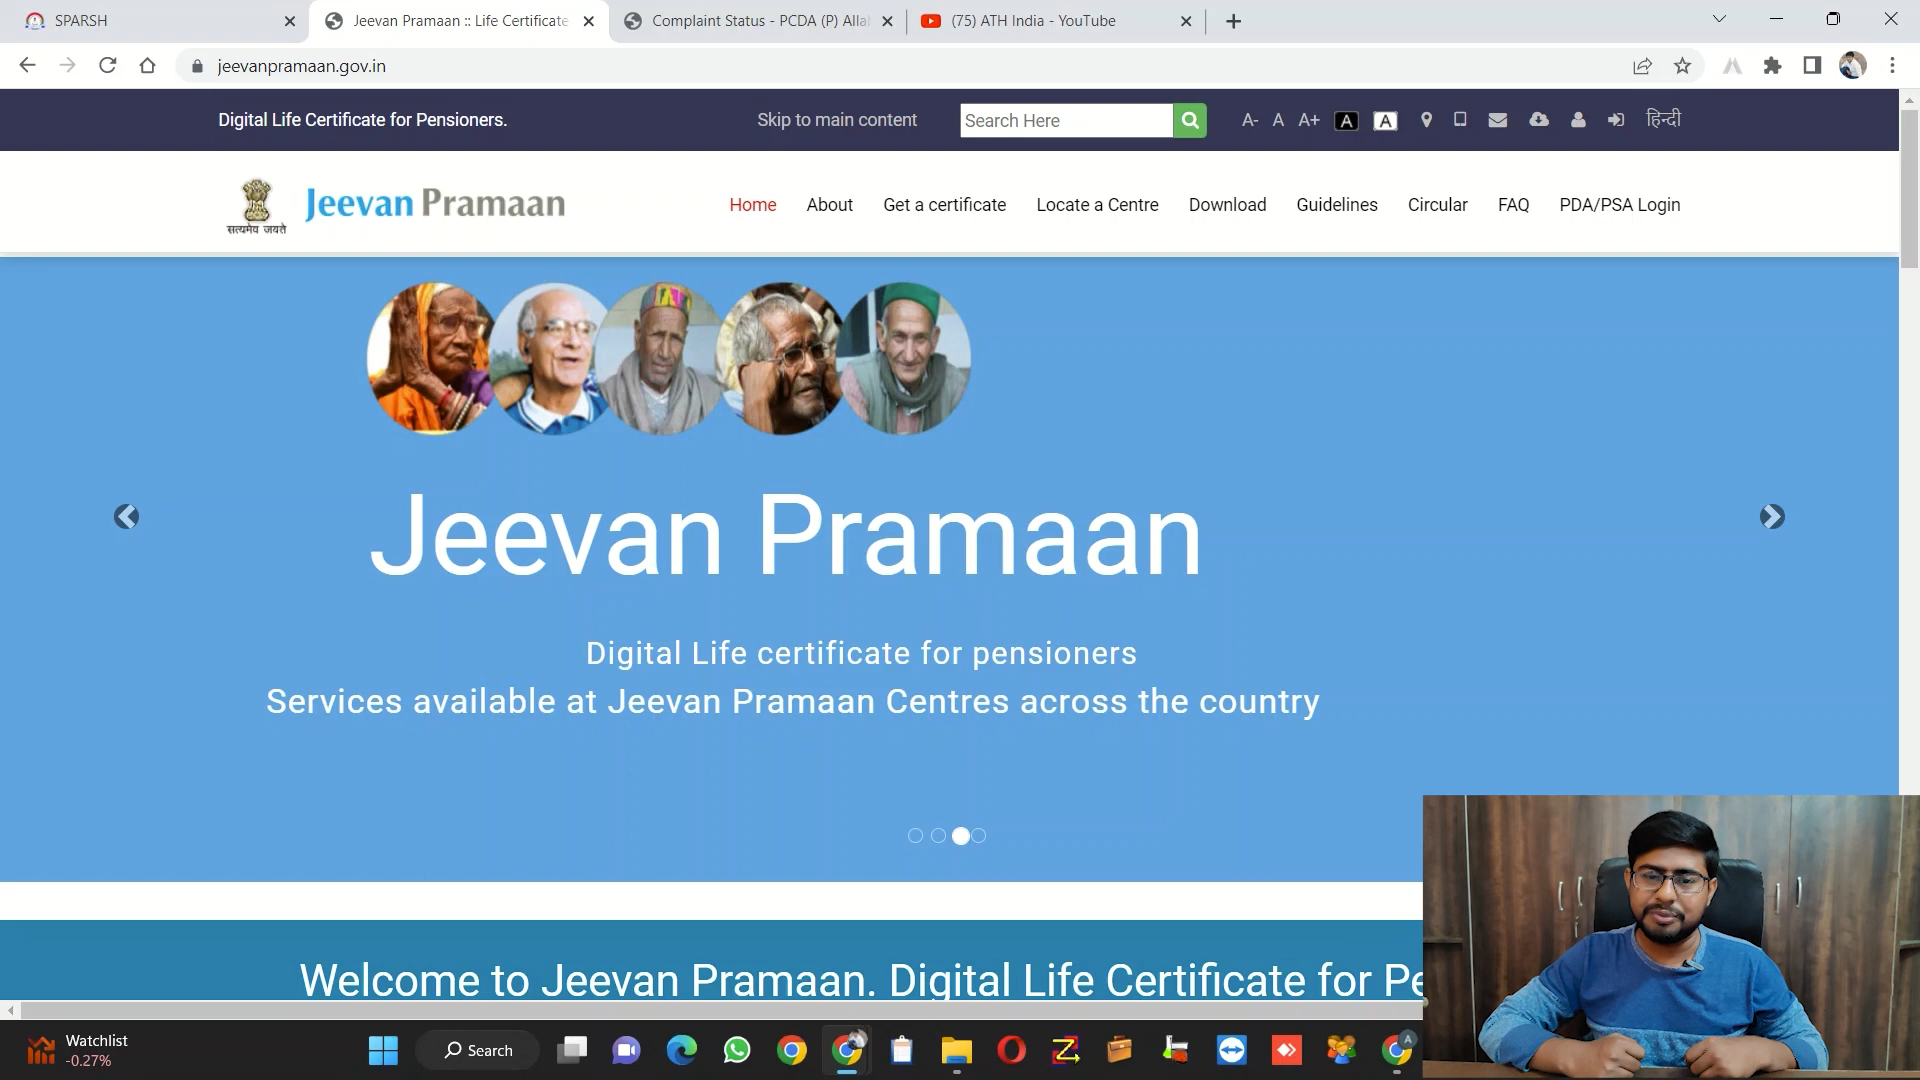 SPARSH
Jeevan Pramaan :: Life Certificate
Complaint Status - PCDA (P) Alla
(75) ATH India - YouTube
jeevanpramaan.gov.in
Digital Life Certificate for Pensioners.
Skip to main content
Search Here
A- A A+ A A
हिन्दी
सत्यमेव जयते
Jeevan Pramaan
Home About Get a certificate Locate a Centre Download Guidelines Circular FAQ PDA/PSA Login
Jeevan Pramaan
Digital Life certificate for pensioners
Services available at Jeevan Pramaan Centres across the country
Welcome to Jeevan Pramaan. Digital Life Certificate for Pe
Watchlist
-0.27%
Search
A